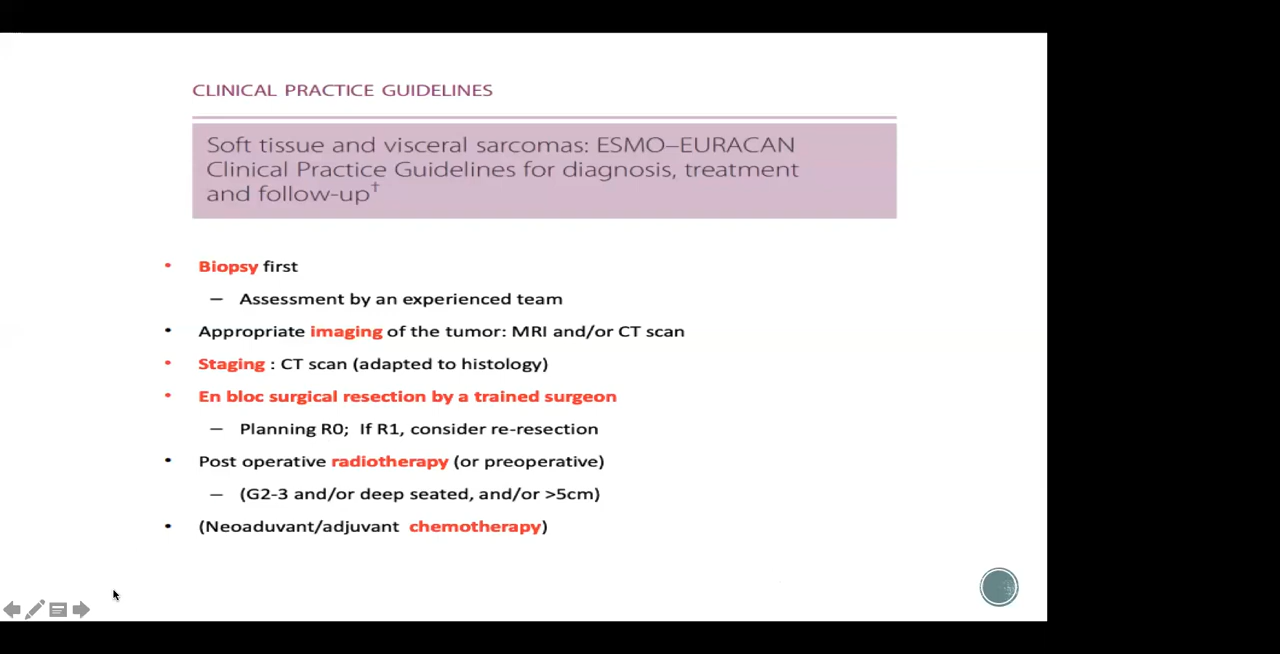 CLINICAL PRACTICE GUIDELINES
Soft tissue and visceral sarcomas: ESMO–EURACAN
Clinical Practice Guidelines for diagnosis, treatment
and follow-up†
• Biopsy first
– Assessment by an experienced team
• Appropriate imaging of the tumor: MRI and/or CT scan
• Staging : CT scan (adapted to histology)
• En bloc surgical resection by a trained surgeon
– Planning R0; If R1, consider re-resection
• Post operative radiotherapy (or preoperative)
– (G2-3 and/or deep seated, and/or >5cm)
• (Neoaduvant/adjuvant chemotherapy)